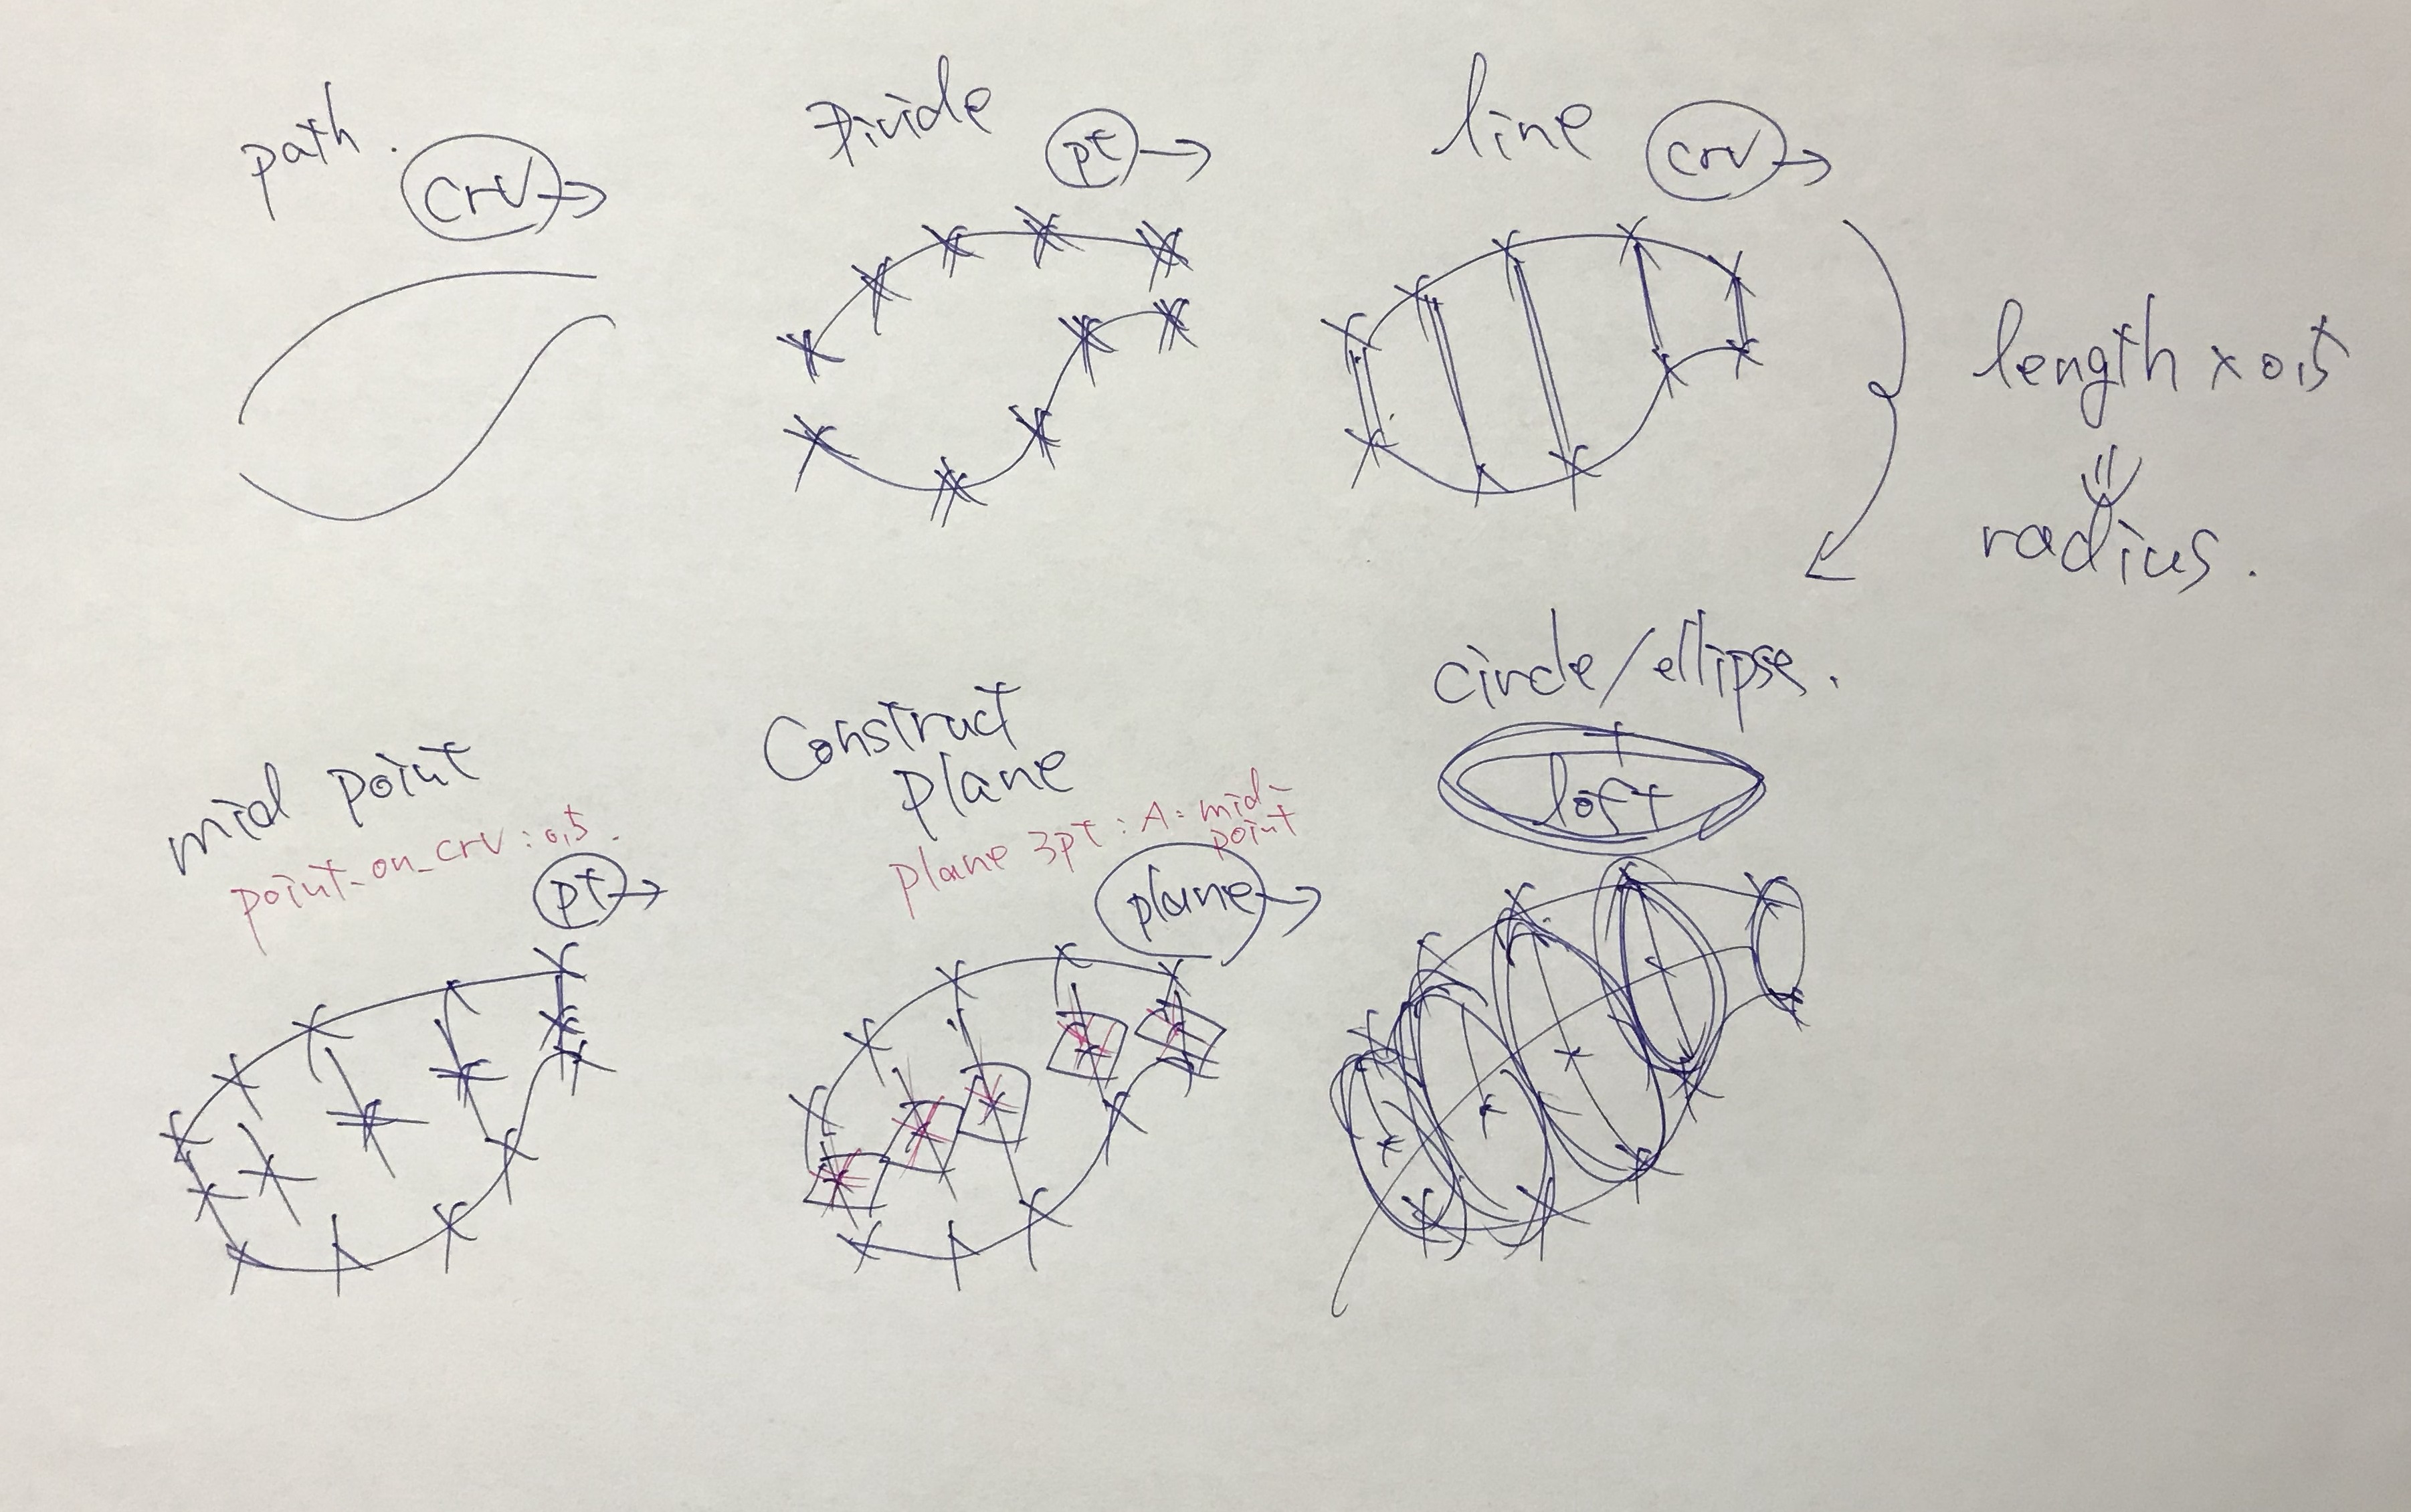 path.
crv
Divide
pt
line
crv
length x 0.5
radius.
mid point
point-on_crv : 0.5.
pt
Construct
plane
plane 3pt : A = mid-
point
plane
circle/ellipse.
loft